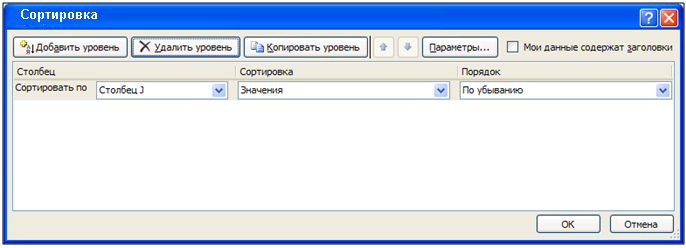 Сортировка
Добавить уровень Удалить уровень Копировать уровень Параметры... Мои данные содержат заголовки
Столбец Сортировка Порядок
Сортировать по Столбец J Значения По убыванию
OK Отмена